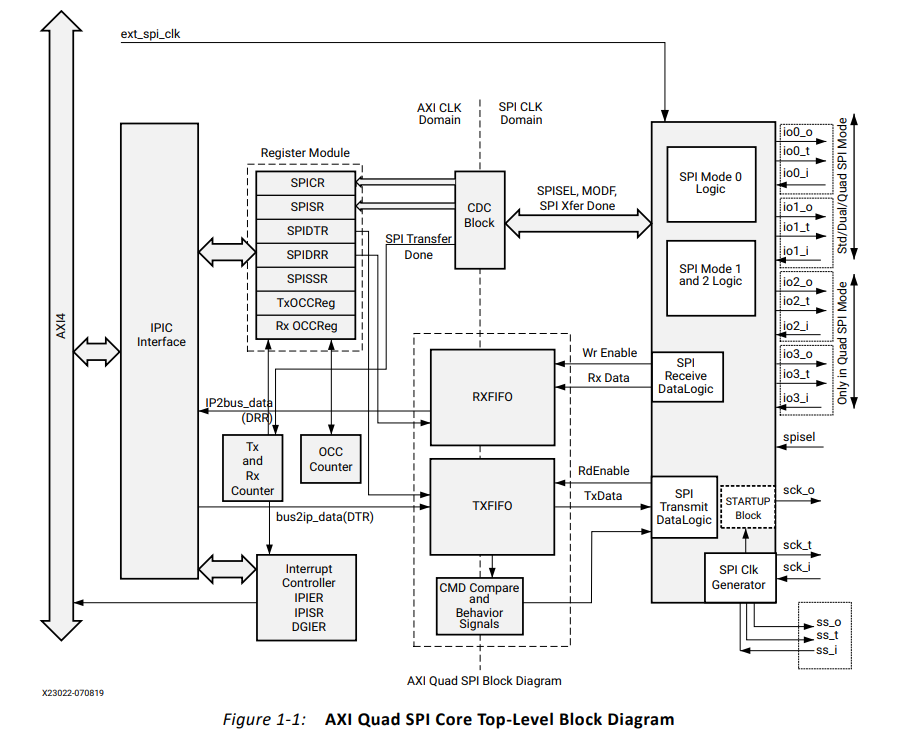 ext_spi_clk
AXI CLK
Domain
SPI CLK
Domain
Register Module
SPICR
SPISR
SPIDTR
SPIDRR
SPISSR
TxOCCReg
Rx OCCReg
CDC
Block
SPISEL, MODF,
SPI Xfer Done
SPI Transfer
Done
SPI Mode 0
Logic
SPI Mode 1
and 2 Logic
io0_o
io0_t
io0_i
io1_o
io1_t
io1_i
Std/Dual/Quad SPI Mode
io2_o
io2_t
io2_i
io3_o
io3_t
io3_i
Only in Quad SPI Mode
AXI4
IPIC
Interface
Wr Enable
Rx Data
SPI
Receive
DataLogic
RXFIFO
IP2bus_data
(DRR)
Tx
and
Rx
Counter
OCC
Counter
spisel
RdEnable
TxData
SPI
Transmit
DataLogic
STARTUP
Block
sck_o
TXFIFO
bus2ip_data(DTR)
sck_t
sck_i
SPI Clk
Generator
Interrupt
Controller
IPIER
IPISR
DGIER
CMD Compare
and
Behavior
Signals
ss_o
ss_t
ss_i
AXI Quad SPI Block Diagram
X23022-070819
Figure 1-1: AXI Quad SPI Core Top-Level Block Diagram